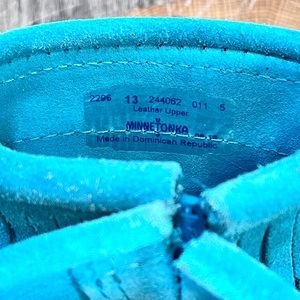 2296 13 244062 011 5
Leather Upper
MINNETONKA
Made in Dominican Republic